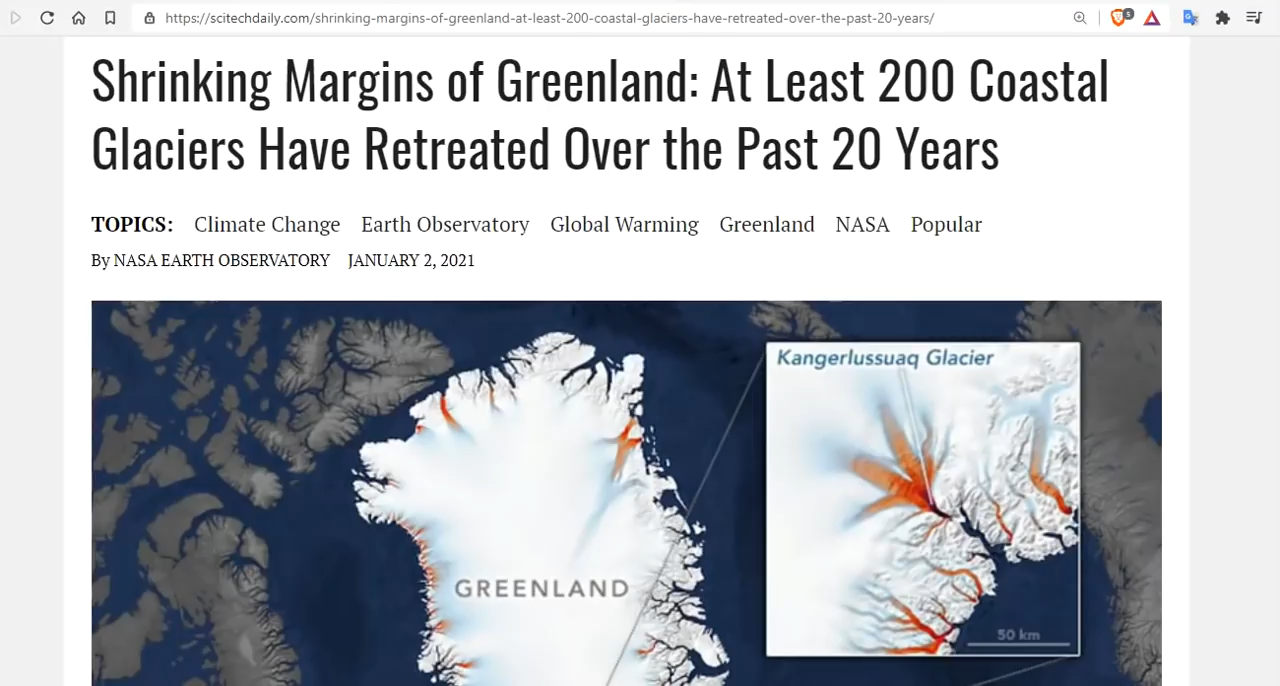 https://scitechdaily.com/shrinking-margins-of-greenland-at-least-200-coastal-glaciers-have-retreated-over-the-past-20-years/
5
Shrinking Margins of Greenland: At Least 200 Coastal
Glaciers Have Retreated Over the Past 20 Years
TOPICS: Climate Change Earth Observatory Global Warming Greenland NASA Popular
By NASA EARTH OBSERVATORY JANUARY 2, 2021
Kangerlussuaq Glacier
GREENLAND
50 km